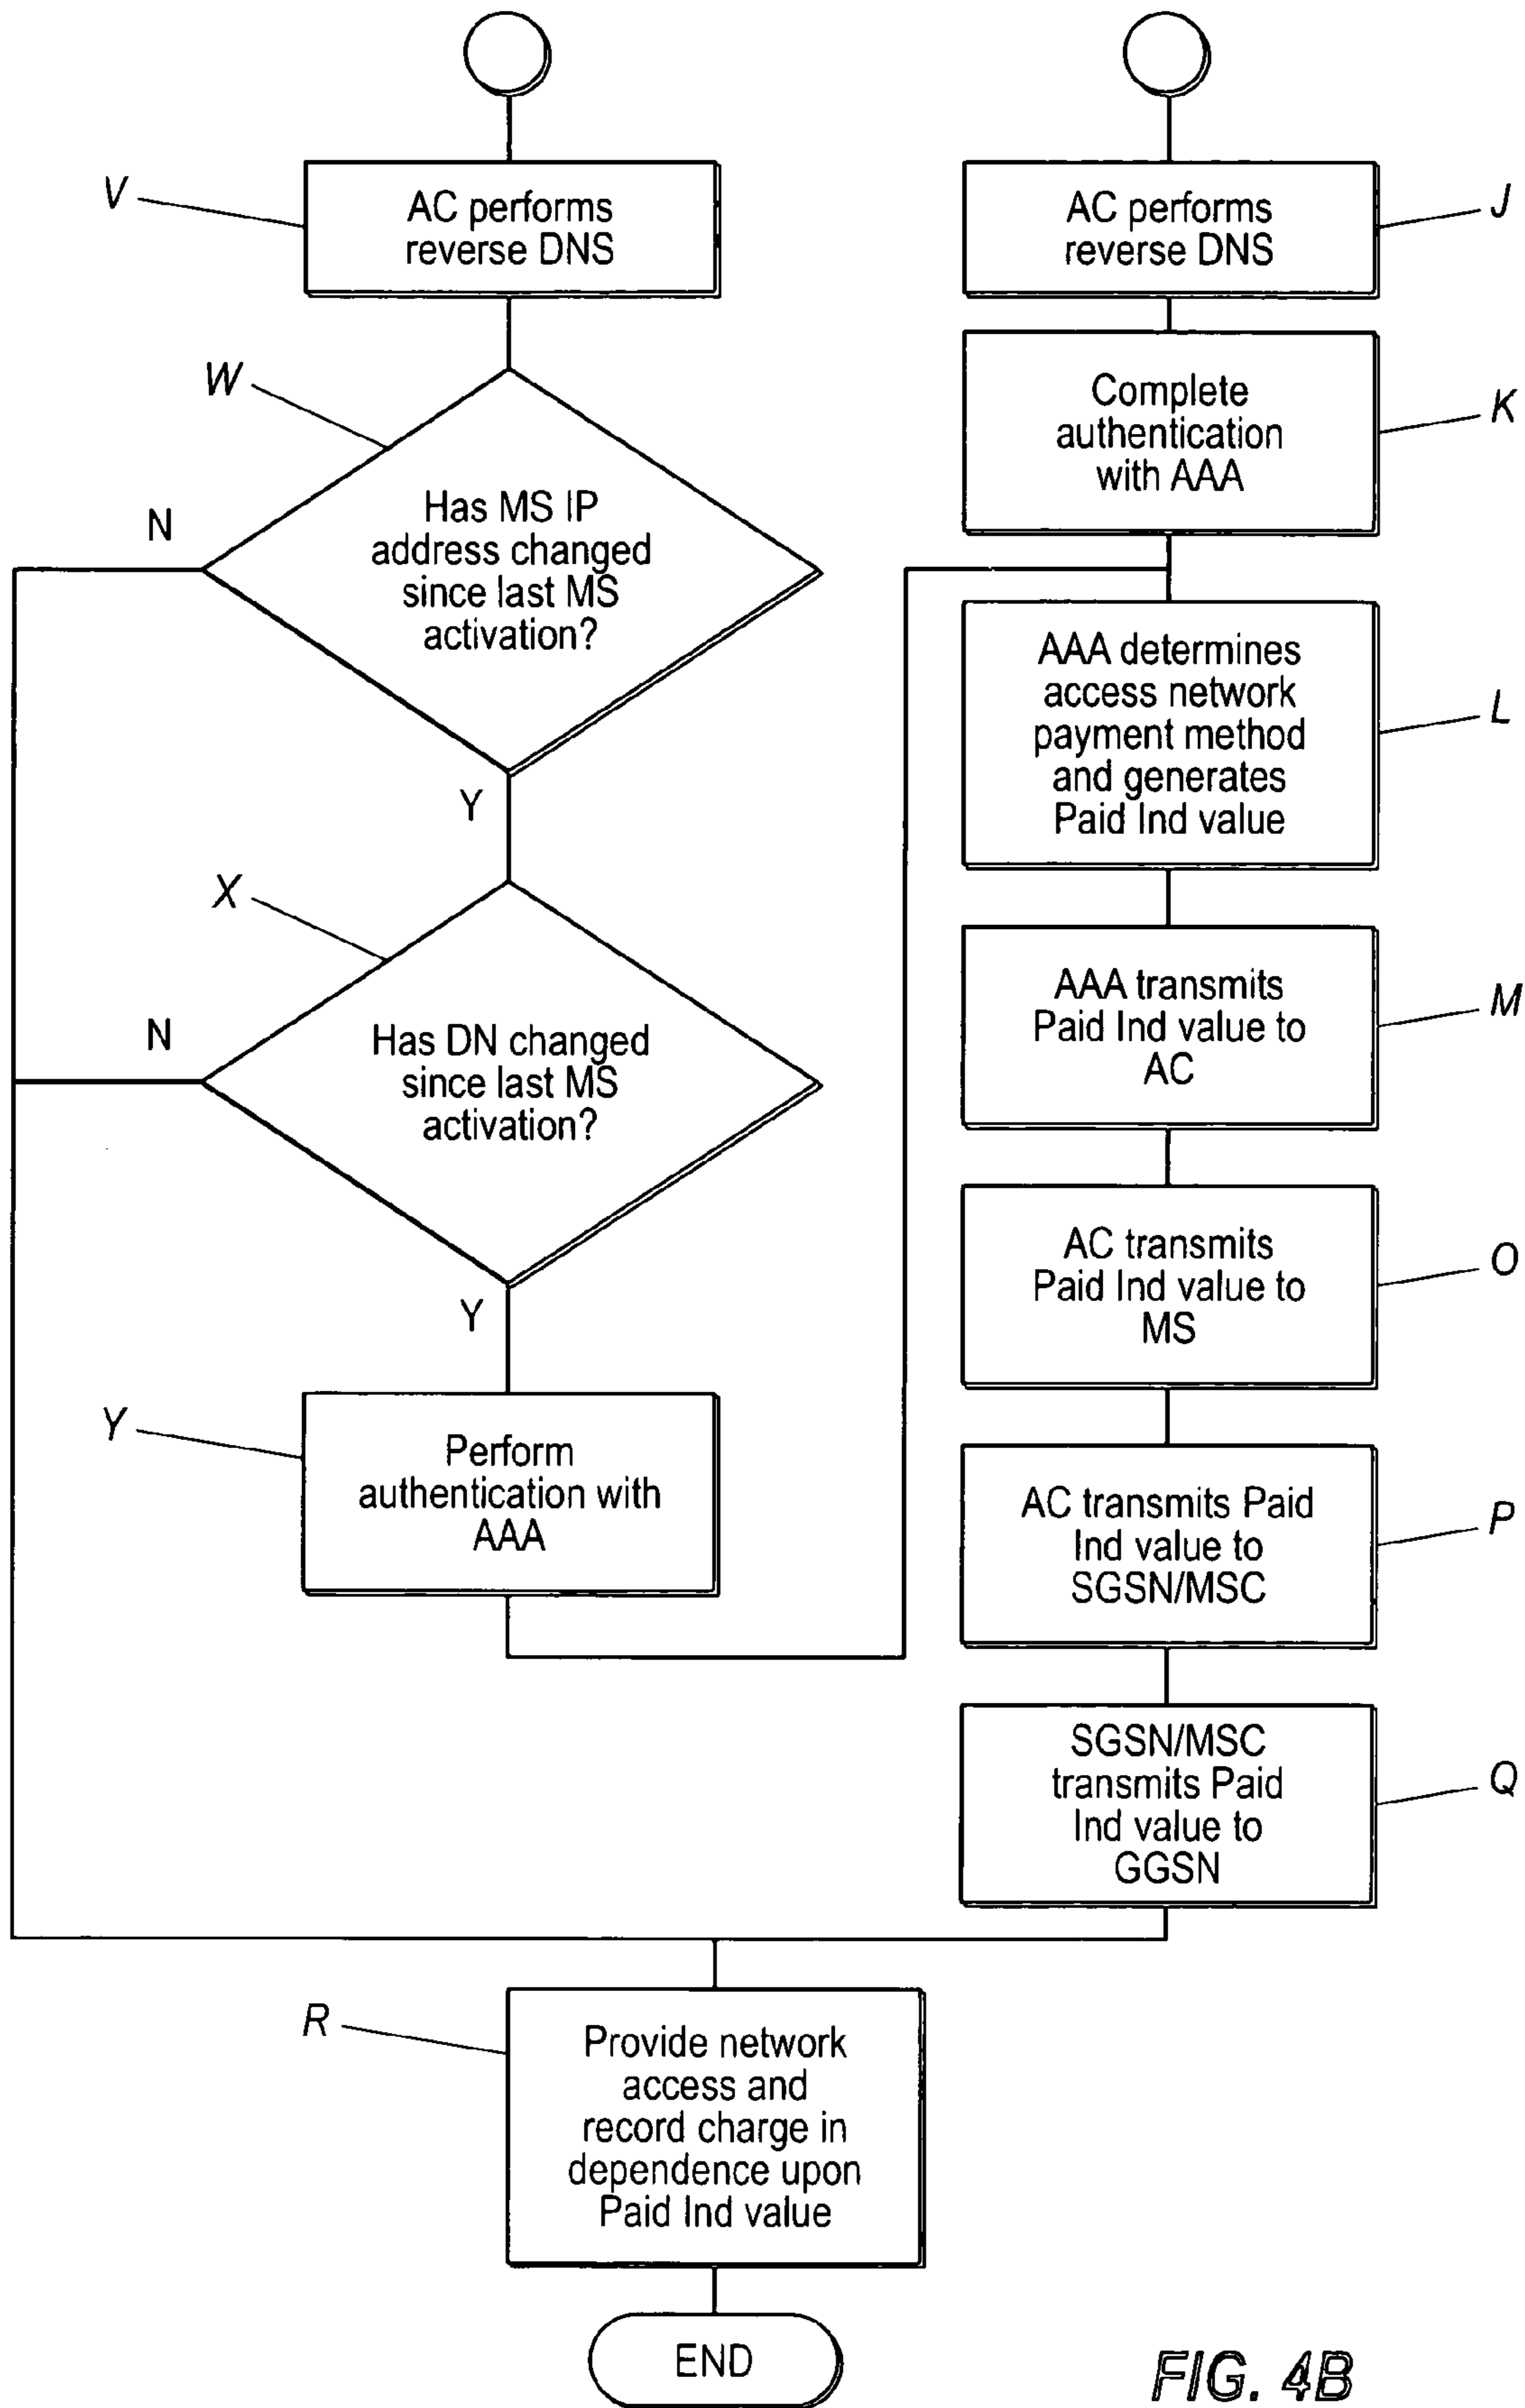 V
AC performs
reverse DNS
W
Has MS IP
address changed
since last MS
activation?
N
Y
X
Has DN changed
since last MS
activation?
N
Y
Y
Perform
authentication with
AAA
AC performs
reverse DNS
J
Complete
authentication
with AAA
K
AAA determines
access network
payment method
and generates
Paid Ind value
L
AAA transmits
Paid Ind value to
AC
M
AC transmits
Paid Ind value to
MS
O
AC transmits Paid
Ind value to
SGSN/MSC
P
SGSN/MSC
transmits Paid
Ind value to
GGSN
Q
R
Provide network
access and
record charge in
dependence upon
Paid Ind value
END
FIG. 4B